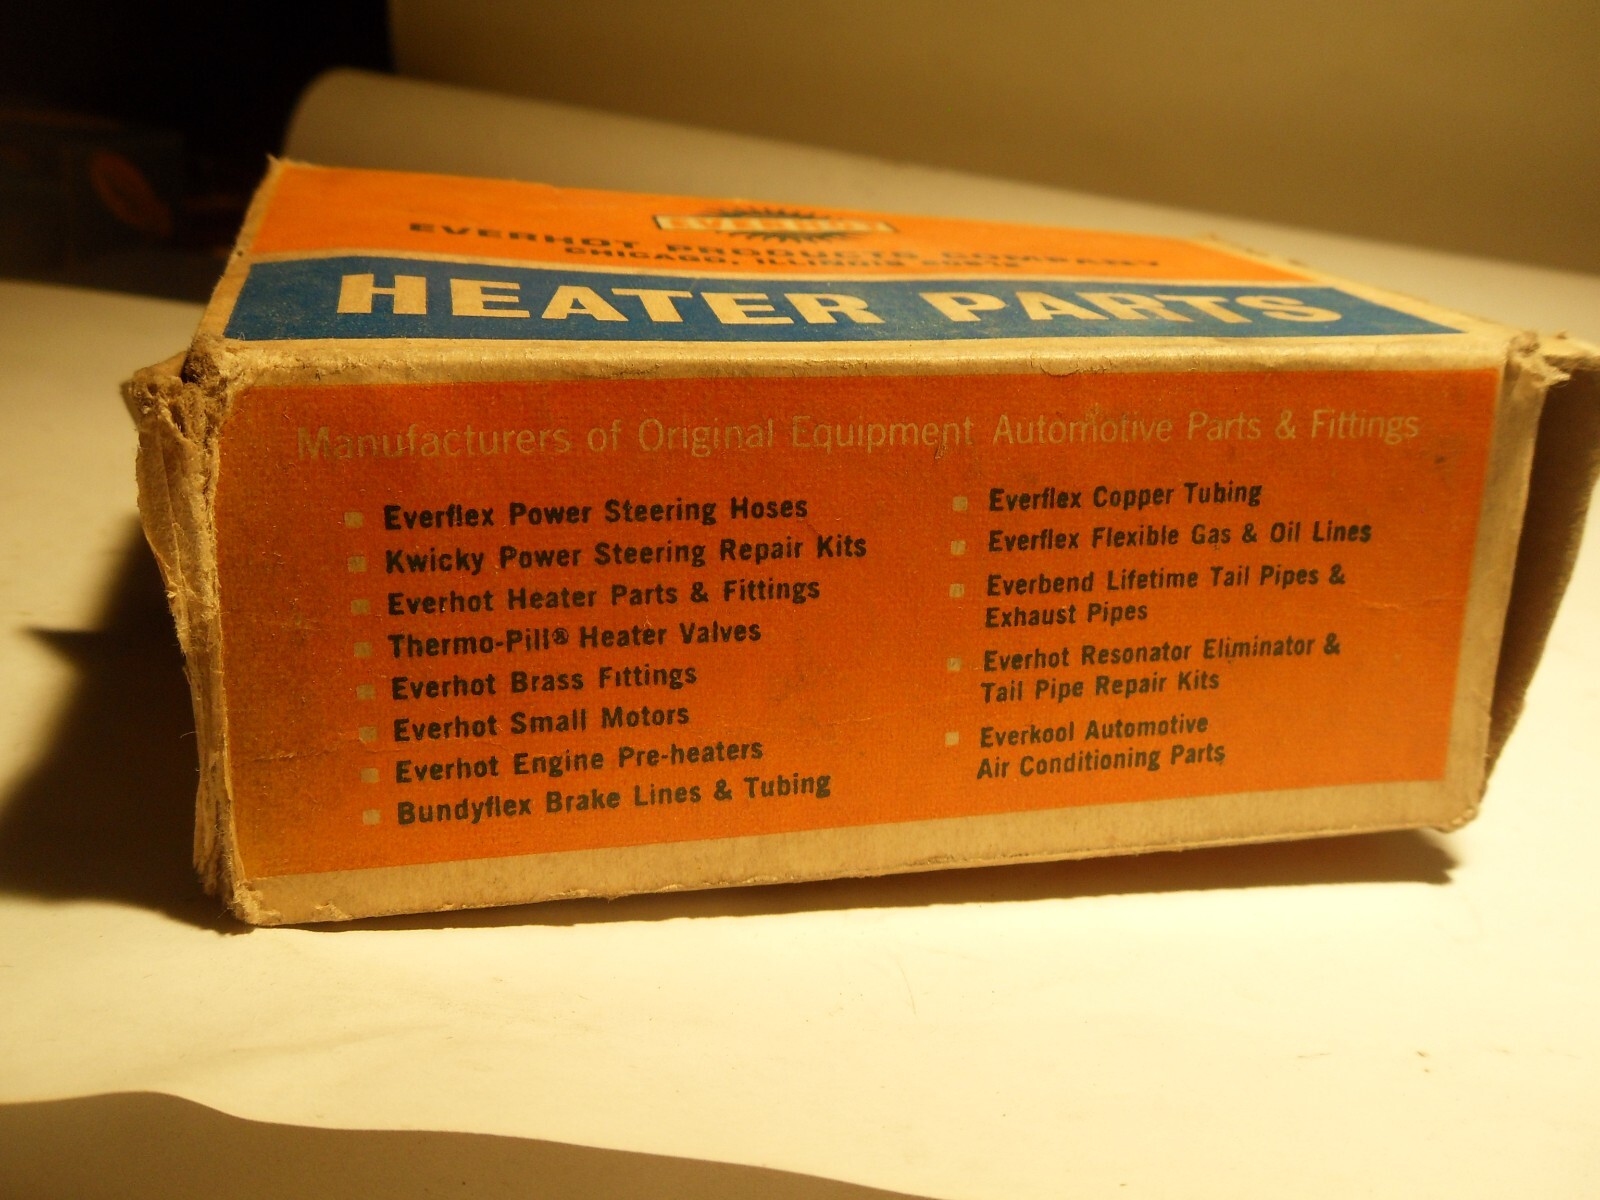 EVERHOT
EVERHOT PRODUCTS COMPANY
CHICAGO, ILLINOIS
HEATER PARTS
Manufacturers of Original Equipment Automotive Parts & Fittings
Everflex Power Steering Hoses
Kwicky Power Steering Repair Kits
Everhot Heater Parts & Fittings
Thermo-Pill® Heater Valves
Everhot Brass Fittings
Everhot Small Motors
Everhot Engine Pre-heaters
Bundyflex Brake Lines & Tubing
Everflex Copper Tubing
Everflex Flexible Gas & Oil Lines
Everbend Lifetime Tail Pipes &
Exhaust Pipes
Everhot Resonator Eliminator &
Tail Pipe Repair Kits
Everkool Automotive
Air Conditioning Parts